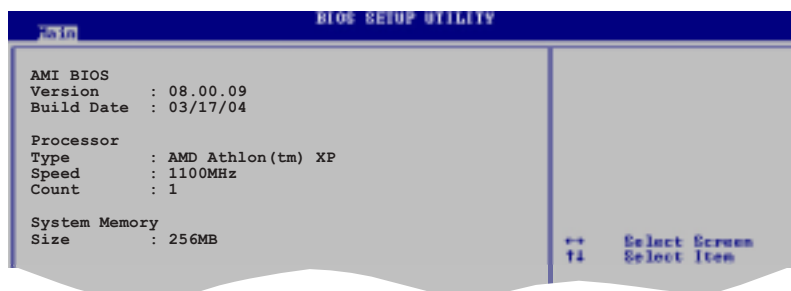 BIOS SETUP UTILITY
Main
AMI BIOS
Version : 08.00.09
Build Date : 03/17/04
Processor
Type : AMD Athlon(tm) XP
Speed : 1100MHz
Count : 1
System Memory
Size : 256MB
↔ Select Screen
↑↓ Select Item